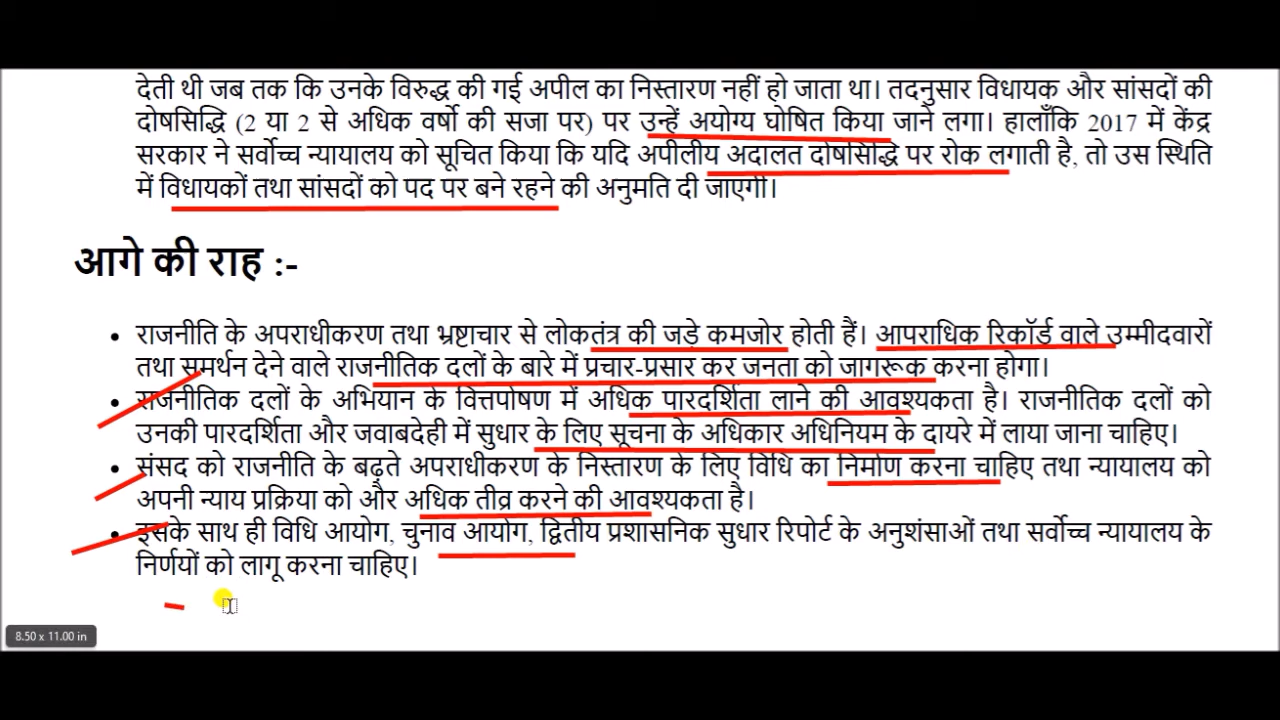 देती थी जब तक कि उनके विरुद्ध की गई अपील का निस्तारण नहीं हो जाता था। तदनुसार विधायक और सांसदों की
दोषसिद्धि (2 या 2 से अधिक वर्षो की सजा पर) पर उन्हें अयोग्य घोषित किया जाने लगा। हालाँकि 2017 में केंद्र
सरकार ने सर्वोच्च न्यायालय को सूचित किया कि यदि अपीलीय अदालत दोषसिद्धि पर रोक लगाती है, तो उस स्थिति
में विधायकों तथा सांसदों को पद पर बने रहने की अनुमति दी जाएगी।
आगे की राह :-
• राजनीति के अपराधीकरण तथा भ्रष्टाचार से लोकतंत्र की जड़े कमजोर होती हैं। आपराधिक रिकॉर्ड वाले उम्मीदवारों
तथा समर्थन देने वाले राजनीतिक दलों के बारे में प्रचार-प्रसार कर जनता को जागरूक करना होगा।
• राजनीतिक दलों के अभियान के वित्तपोषण में अधिक पारदर्शिता लाने की आवश्यकता है। राजनीतिक दलों को
उनकी पारदर्शिता और जवाबदेही में सुधार के लिए सूचना के अधिकार अधिनियम के दायरे में लाया जाना चाहिए।
• संसद को राजनीति के बढ़ते अपराधीकरण के निस्तारण के लिए विधि का निर्माण करना चाहिए तथा न्यायालय को
अपनी न्याय प्रक्रिया को और अधिक तीव्र करने की आवश्यकता है।
• इसके साथ ही विधि आयोग, चुनाव आयोग, द्वितीय प्रशासनिक सुधार रिपोर्ट के अनुशंसाओं तथा सर्वोच्च न्यायालय के
निर्णयों को लागू करना चाहिए।
8.50 x 11.00 in